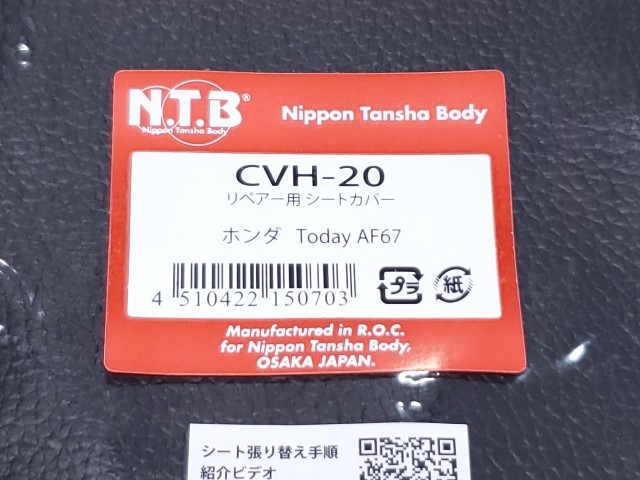 N.T.B®
Nippon Tansha Body
Nippon Tansha Body
CVH-20
リペアー用 シートカバー
ホンダ Today AF67
4 510422 150703
プラ
紙
Manufactured in R.O.C.
for Nippon Tansha Body,
OSAKA JAPAN.
シート張り替え手順
紹介ビデオ